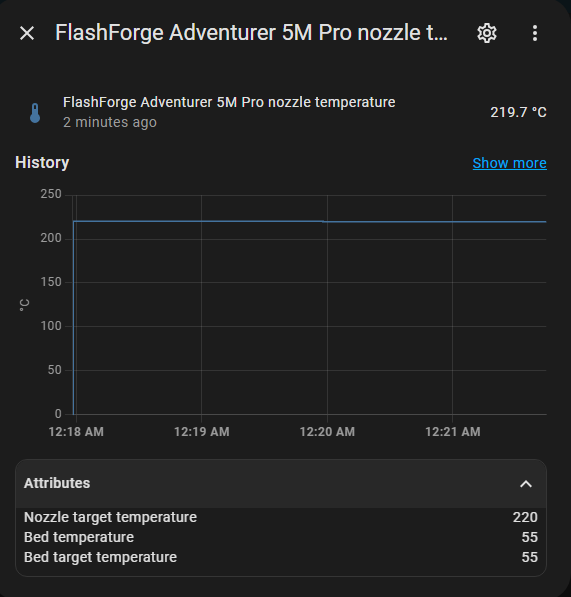 FlashForge Adventurer 5M Pro nozzle t...
FlashForge Adventurer 5M Pro nozzle temperature
219.7 °C
2 minutes ago
History
Show more
250
200
150
100
50
0
°C
12:18 AM
12:19 AM
12:20 AM
12:21 AM
Attributes
Nozzle target temperature 220
Bed temperature 55
Bed target temperature 55